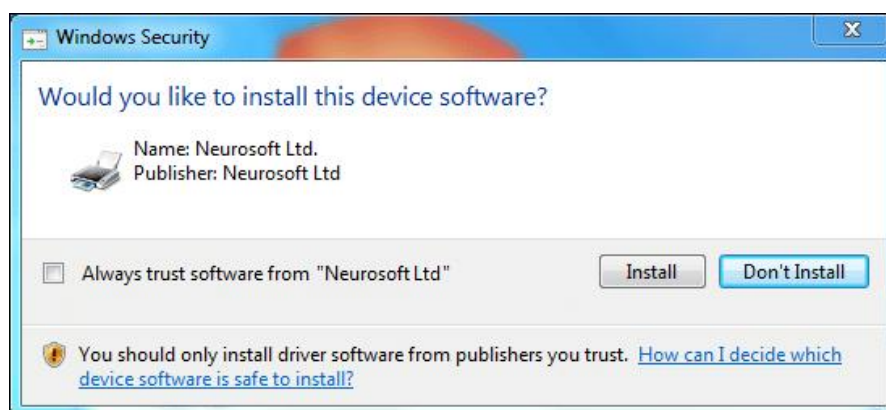 Windows Security
Would you like to install this device software?
Name: Neurosoft Ltd.
Publisher: Neurosoft Ltd
Always trust software from "Neurosoft Ltd"
Install
Don't Install
You should only install driver software from publishers you trust. How can I decide which
device software is safe to install?